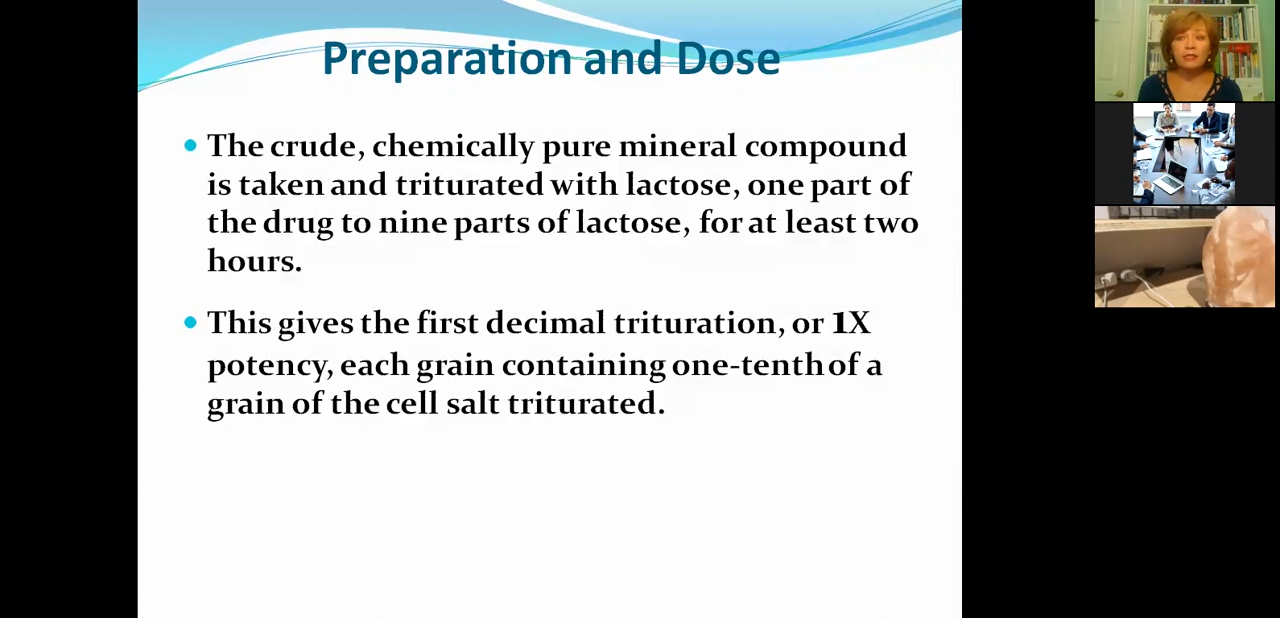 Preparation and Dose
The crude, chemically pure mineral compound
is taken and triturated with lactose, one part of
the drug to nine parts of lactose, for at least two
hours.
This gives the first decimal trituration, or 1X
potency, each grain containing one-tenth of a
grain of the cell salt triturated.